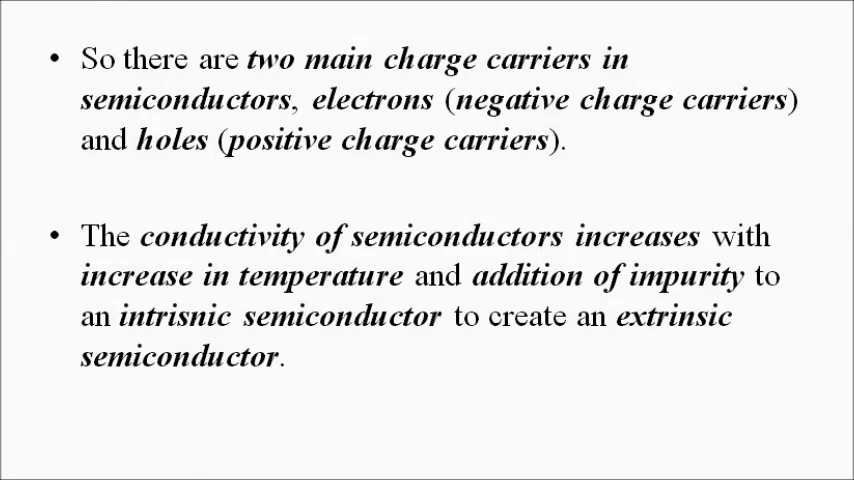 • So there are two main charge carriers in
semiconductors, electrons (negative charge carriers)
and holes (positive charge carriers).
• The conductivity of semiconductors increases with
increase in temperature and addition of impurity to
an intrisnic semiconductor to create an extrinsic
semiconductor.